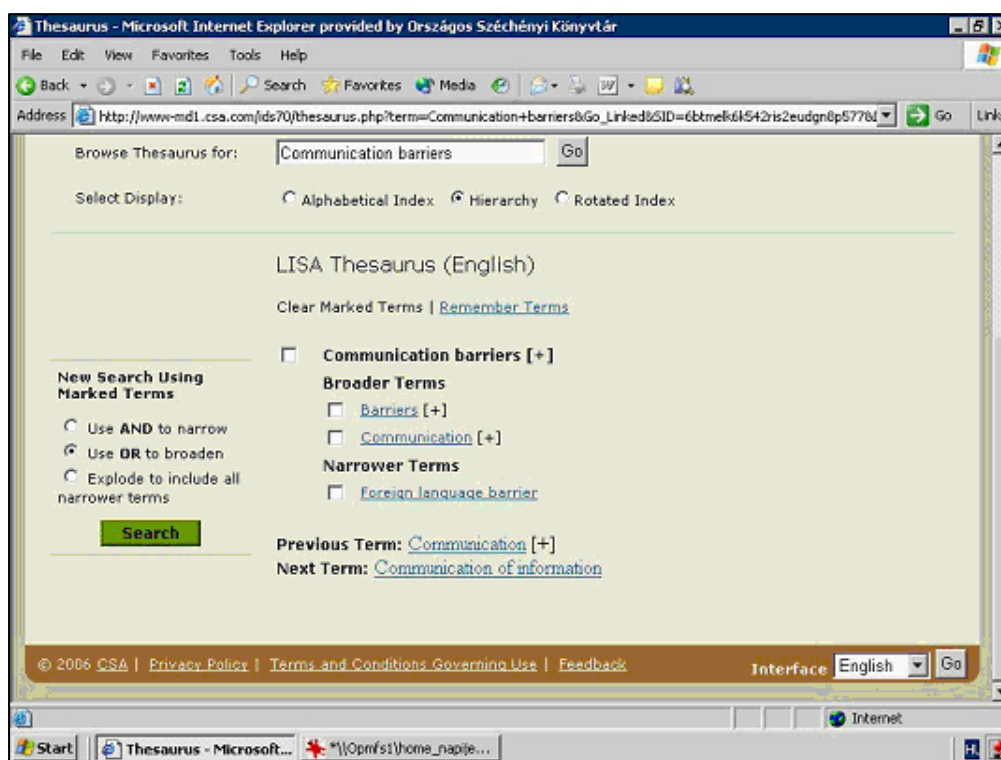 Thesaurus - Microsoft Internet Explorer provided by Országos Széchényi Könyvtár
File Edit View Favorites Tools Help
Back Search Favorites Media
Address http://www-md1.csa.com/ids70/thesaurus.php?term=Communication+barriers&Go_Linked&SID=6btmelk6k542ris2eudgn8p577& Go Link
Browse Thesaurus for: Communication barriers Go
Select Display: Alphabetical Index Hierarchy Rotated Index
LISA Thesaurus (English)
Clear Marked Terms | Remember Terms
Communication barriers [+]
Broader Terms
Barriers [+]
Communication [+]
Narrower Terms
Foreign language barrier
New Search Using
Marked Terms
Use AND to narrow
Use OR to broaden
Explode to include all
narrower terms
Search
Previous Term: Communication [+]
Next Term: Communication of information
© 2006 CSA | Privacy Policy | Terms and Conditions Governing Use | Feedback
Interface English Go
Internet
Start Thesaurus - Microsoft... *\\Opmfs1\home_napije...